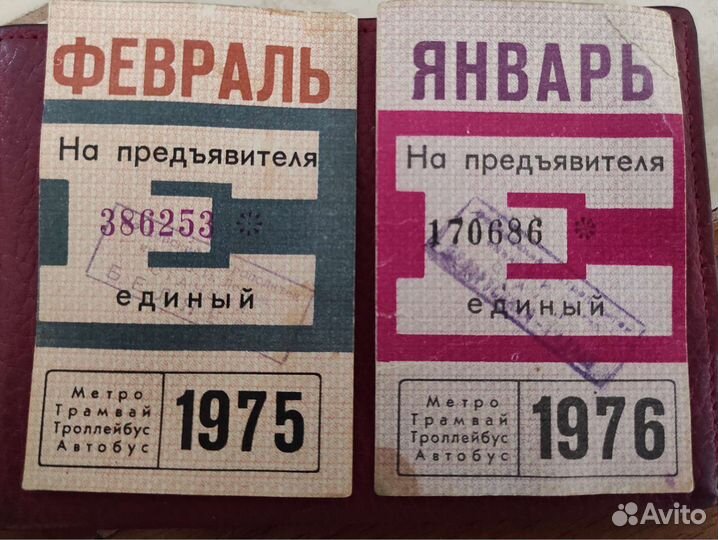 ФЕВРАЛЬ
На предъявителя
386253
единый
Метро
Трамвай
Троллейбус
Автобус
1975
ЯНВАРЬ
На предъявителя
170686
единый
Метро
Трамвай
Троллейбус
Автобус
1976
Avito